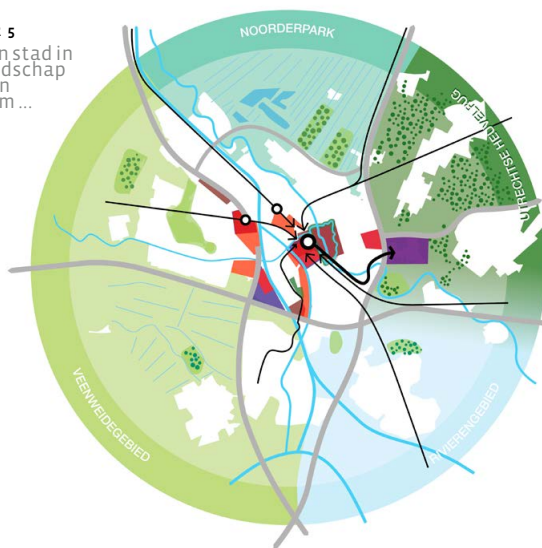 5
n stad in
dschap
n
m ...
NOORDERPARK
UTRECHTSE HEUVELRUG
VEENWEIDEGEBIED
RIVIERENGEBIED